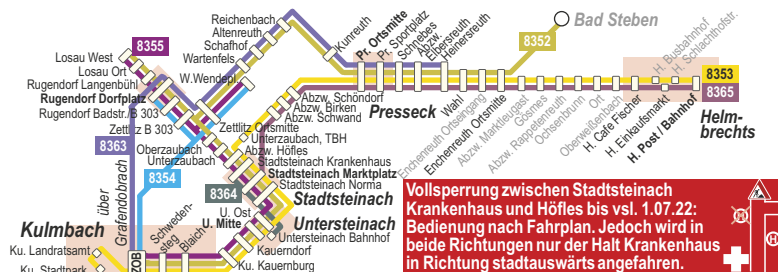 Reichenbach
Altenreuth
Schafhof
Wartenfels
W.Wendepl.
Kunreuth
Pr. Ortsmitte
Pr. Sportplatz
Schnebes
Abzw.
Elbersreuth
Heinersreuth
8352
Bad Steben
H. Busbahnhof
H. Schlachthofstr.
8355
Losau West
Losau Ort
Rugendorf Langenbühl
Rugendorf Dorfplatz
Rugendorf Badstr./B 303
Zettlitz B 303
Oberzaubach
Unterzaubach
8363
8354
über
Grafendobrach
Zettlitz Ortsmitte
Unterzaubach, TBH
Abzw. Höfles
Stadtsteinach Krankenhaus
Stadtsteinach Marktplatz
Stadtsteinach Norma
8364
Abzw. Schöndorf
Abzw. Birken
Abzw. Schwand
Presseck
Wahl
Enchenreuth Ortseingang
Enchenreuth Ortsmitte
Abzw. Marktleugast
Gösmes
Abzw. Rappetenreuth
Ochsenbrunn
Ort
Oberweißenbach
H. Cafe Fischer
H. Einkaufsmarkt
H. Post / Bahnhof
8353
8365
Helm-
brechts
Stadtsteinach
Untersteinach
U. Ost
U. Mitte
Untersteinach Bahnhof
Kauerndorf
Ku. Kauernburg
Kulmbach
Ku. Landratsamt
Ku. Stadtpark
ZOB
Schweden-
steg
Blaich
Vollsperrung zwischen Stadtsteinach
Krankenhaus und Höfles bis vsl. 1.07.22:
Bedienung nach Fahrplan. Jedoch wird in
beide Richtungen nur der Halt Krankenhaus
in Richtung stadtauswärts angefahren.
H
H